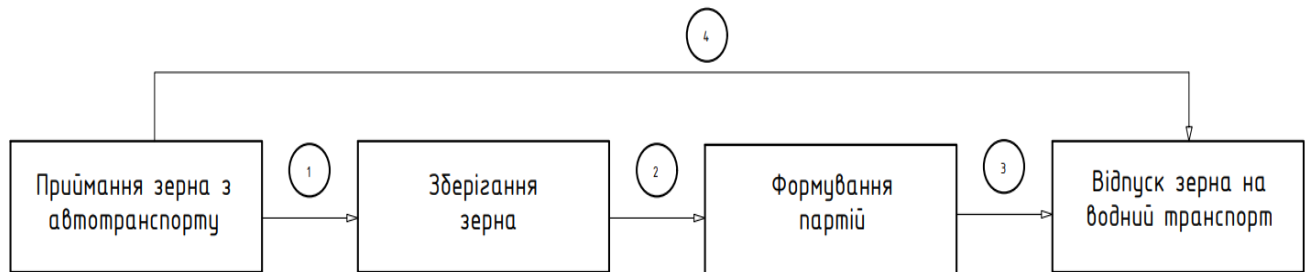 4
Приймання зерна з
автотранспорту
1
Зберігання
зерна
2
Формування
партій
3
Відпуск зерна на
водний транспорт